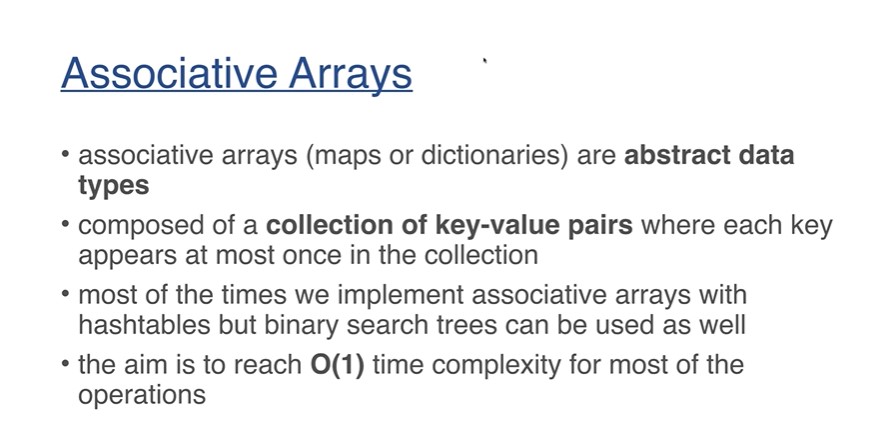 Associative Arrays
• associative arrays (maps or dictionaries) are abstract data
types
• composed of a collection of key-value pairs where each key
appears at most once in the collection
• most of the times we implement associative arrays with
hashtables but binary search trees can be used as well
• the aim is to reach O(1) time complexity for most of the
operations